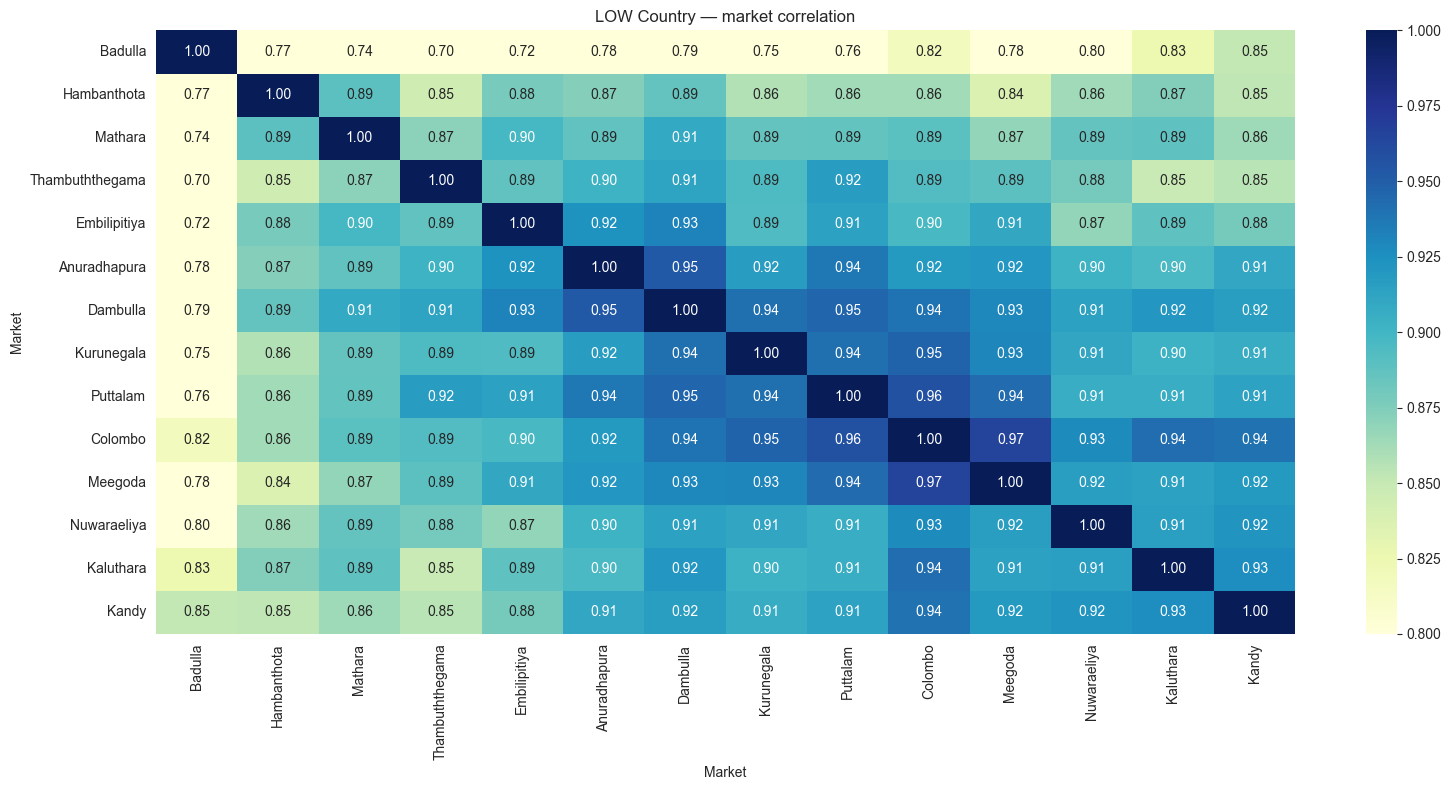 LOW Country — market correlation
Badulla 1.00 0.77 0.74 0.70 0.72 0.78 0.79 0.75 0.76 0.82 0.78 0.80 0.83 0.85
Hambanthota 0.77 1.00 0.89 0.85 0.88 0.87 0.89 0.86 0.86 0.86 0.84 0.86 0.87 0.85
Mathara 0.74 0.89 1.00 0.87 0.90 0.89 0.91 0.89 0.89 0.89 0.87 0.89 0.89 0.86
Thambuththegama 0.70 0.85 0.87 1.00 0.89 0.90 0.91 0.89 0.92 0.89 0.89 0.88 0.85 0.85
Embilipitiya 0.72 0.88 0.90 0.89 1.00 0.92 0.93 0.89 0.91 0.90 0.91 0.87 0.89 0.88
Anuradhapura 0.78 0.87 0.89 0.90 0.92 1.00 0.95 0.92 0.94 0.92 0.92 0.90 0.90 0.91
Dambulla 0.79 0.89 0.91 0.91 0.93 0.95 1.00 0.94 0.95 0.94 0.93 0.91 0.92 0.92
Kurunegala 0.75 0.86 0.89 0.89 0.89 0.92 0.94 1.00 0.94 0.95 0.93 0.91 0.90 0.91
Puttalam 0.76 0.86 0.89 0.92 0.91 0.94 0.95 0.94 1.00 0.96 0.94 0.91 0.91 0.91
Colombo 0.82 0.86 0.89 0.89 0.90 0.92 0.94 0.95 0.96 1.00 0.97 0.93 0.94 0.94
Meegoda 0.78 0.84 0.87 0.89 0.91 0.92 0.93 0.93 0.94 0.97 1.00 0.92 0.91 0.92
Nuwaraeliya 0.80 0.86 0.89 0.88 0.87 0.90 0.91 0.91 0.91 0.93 0.92 1.00 0.91 0.92
Kaluthara 0.83 0.87 0.89 0.85 0.89 0.90 0.92 0.90 0.91 0.94 0.91 0.91 1.00 0.93
Kandy 0.85 0.85 0.86 0.85 0.88 0.91 0.92 0.91 0.91 0.94 0.92 0.92 0.93 1.00
Market
Badulla
Hambanthota
Mathara
Thambuththegama
Embilipitiya
Anuradhapura
Dambulla
Kurunegala
Puttalam
Colombo
Meegoda
Nuwaraeliya
Kaluthara
Kandy
Market
1.000
0.975
0.950
0.925
0.900
0.875
0.850
0.825
0.800